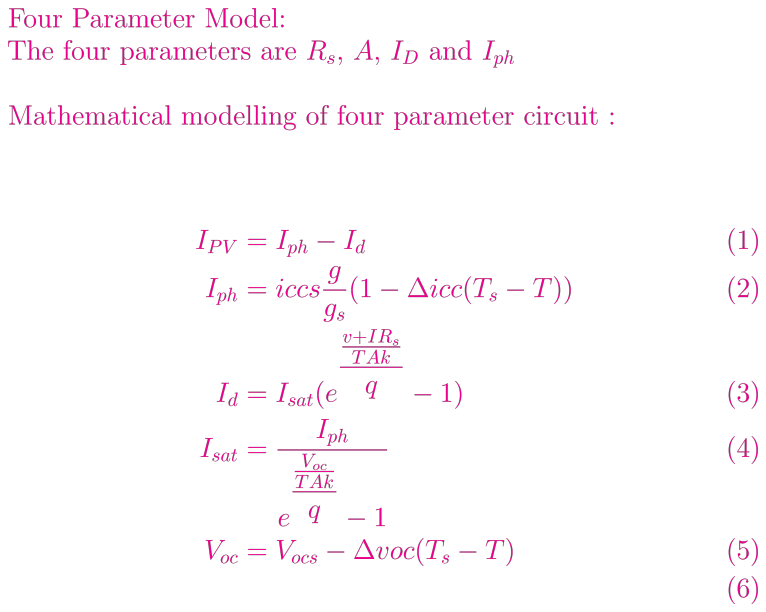 Four Parameter Model:
The four parameters are $R_s$, $A$, $I_D$ and $I_{ph}$
Mathematical modelling of four parameter circuit :
$I_{PV} = I_{ph} - I_d$ (1)
$I_{ph} = iccs\frac{g}{g_s}(1 - \Delta icc(T_s - T))$ (2)
$I_d = I_{sat}(e^{\frac{\frac{v+IR_s}{TAk}}{q}} - 1)$ (3)
$I_{sat} = \frac{I_{ph}}{e^{\frac{\frac{V_{oc}}{TAk}}{q}} - 1}$ (4)
$V_{oc} = V_{ocs} - \Delta voc(T_s - T)$ (5)
(6)